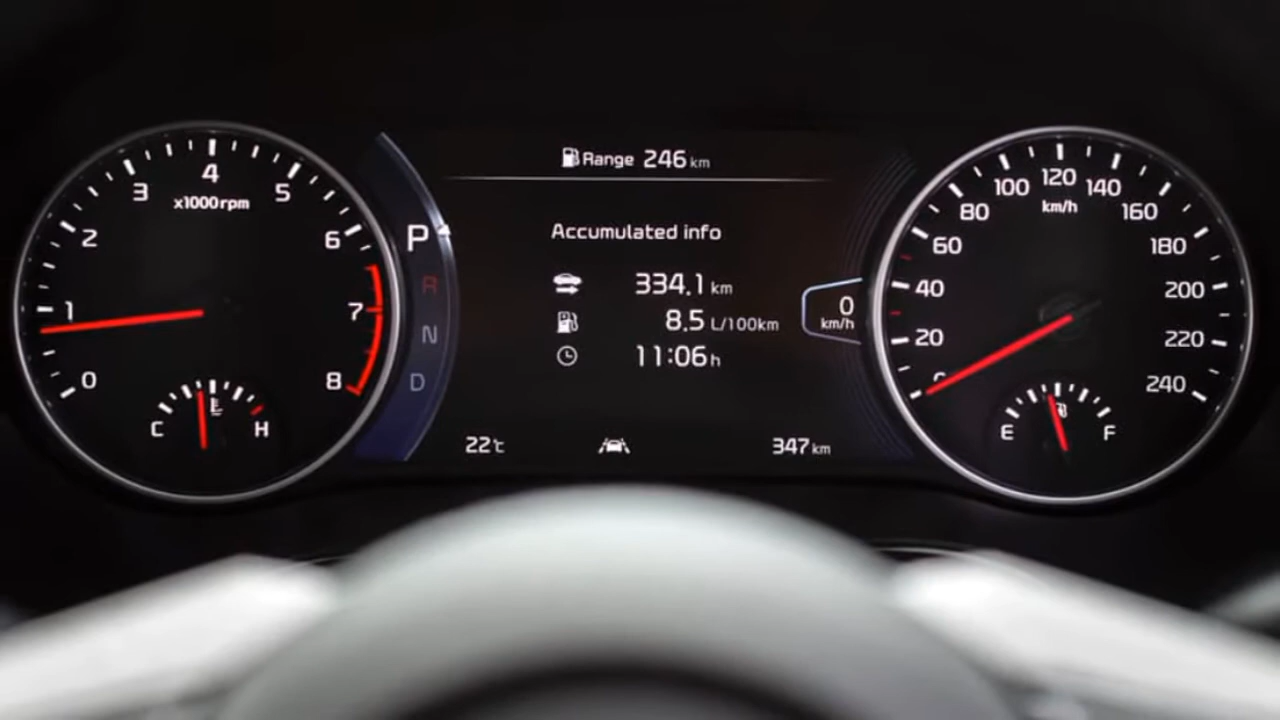 4
3
5
x1000rpm
2
6
1
7
0
8
C
H
P
R
N
D
Range 246 km
Accumulated info
334.1 km
8.5 L/100km
11:06 h
22°c
347 km
0
km/h
120
100
140
km/h
80
160
60
180
40
200
20
220
0
240
E
F